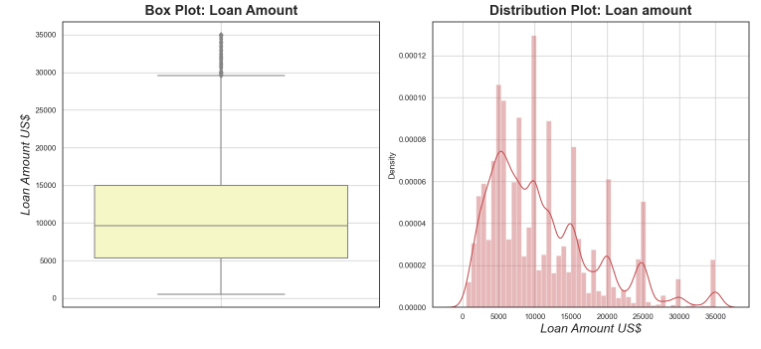 Box Plot: Loan Amount
Loan Amount US$
35000
30000
25000
20000
15000
10000
5000
0
Distribution Plot: Loan amount
Density
0.00012
0.00010
0.00008
0.00006
0.00004
0.00002
0.00000
0 5000 10000 15000 20000 25000 30000 35000
Loan Amount US$